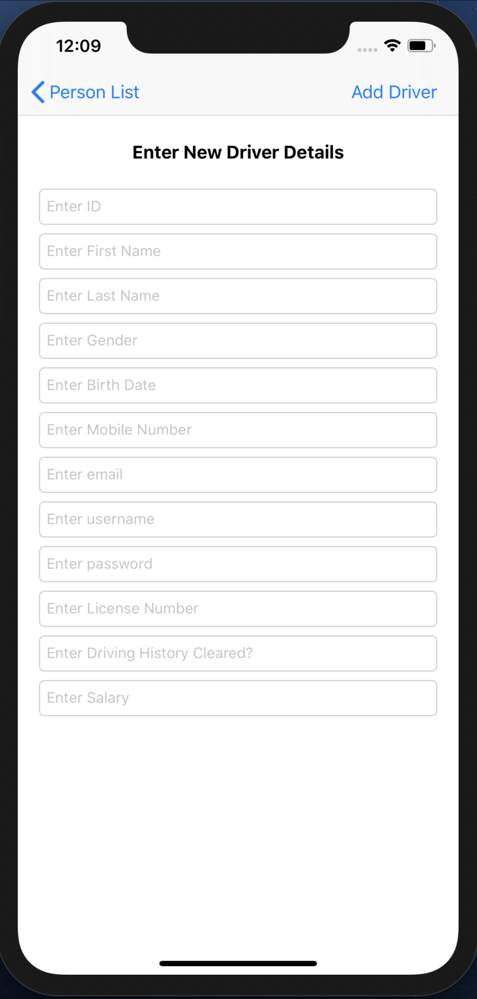 12:09
Person List
Add Driver
Enter New Driver Details
Enter ID
Enter First Name
Enter Last Name
Enter Gender
Enter Birth Date
Enter Mobile Number
Enter email
Enter username
Enter password
Enter License Number
Enter Driving History Cleared?
Enter Salary